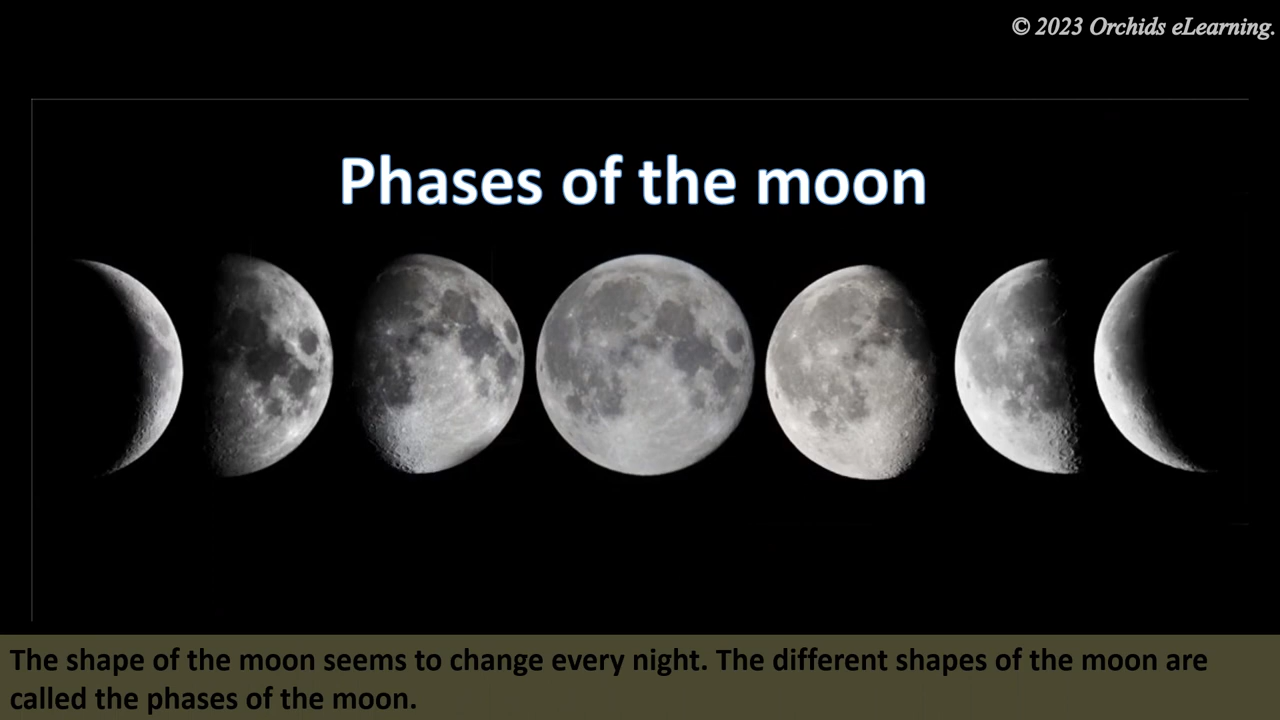 © 2023 Orchids eLearning.
Phases of the moon
The shape of the moon seems to change every night. The different shapes of the moon are
called the phases of the moon.